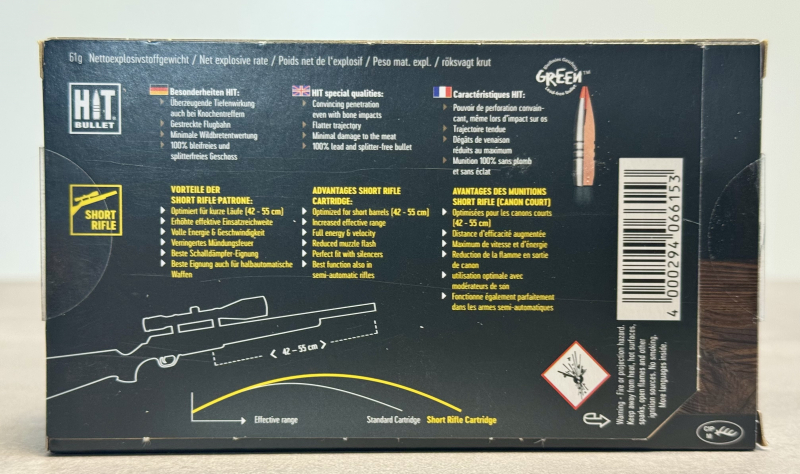 61g Nettoexplosivstoffgewicht / Net explosive rate / Poids net de l'explosif / Peso mat. expl. / röksvagt krut
HIT
BULLET
Besonderheiten HIT:
Überzeugende Tiefenwirkung
auch bei Knochentreffern
Gestreckte Flugbahn
Minimale Wildbretentwertung
100% bleifreies und
splitterfreies Geschoss
HIT special qualities:
Convincing penetration
even with bone impacts
Flatter trajectory
Minimal damage to the meat
100% lead and splitter-free bullet
Caractéristiques HIT:
Pouvoir de perforation convain-
cant, même lors d'impact sur os
Trajectoire tendue
Dégâts de venaison
réduits au maximum
Munition 100% sans plomb
et sans éclat
GREEN
SHORT
RIFLE
VORTEILE DER
SHORT RIFLE PATRONE:
Optimiert für kurze Läufe (42 - 55 cm)
Erhöhte effektive Einsatzreichweite
Volle Energie & Geschwindigkeit
Verringertes Mündungsfeuer
Beste Schalldämpfer-Eignung
Beste Eignung auch für halbautomatische
Waffen
ADVANTAGES SHORT RIFLE
CARTRIDGE:
Optimized for short barrels (42 - 55 cm)
Increased effective range
Full energy & velocity
Reduced muzzle flash
Perfect fit with silencers
Best function also in
semi-automatic rifles
AVANTAGES DES MUNITIONS
SHORT RIFLE (CANON COURT)
Optimisées pour les canons courts
(42 - 55 cm)
Distance d'efficacité augmentée
Maximum de vitesse et d'énergie
Reduction de la flamme en sortie
de canon
utilisation optimale avec
modérateurs de soin
Fonctionne également parfaitement
dans les armes semi-automatiques
4 000294 066153
42 - 55 cm
Effective range
Standard Cartridge
Short Rifle Cartridge
Warning - Fire or projection hazard.
Keep away from heat, hot surfaces,
sparks, open flames and other
ignition sources. No smoking.
More languages inside.